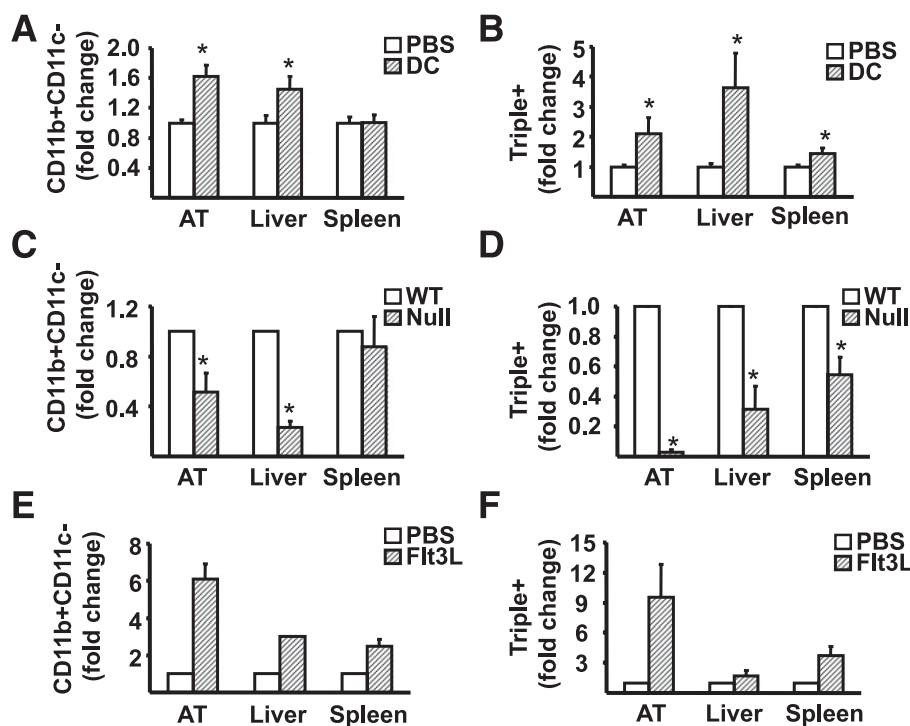 A
CD11b+CD11c-
(fold change)
2.0
1.6
1.2
0.8
0.4
PBS
DC
*
*
AT Liver Spleen
B
Triple+
(fold change)
5
4
3
2
1
PBS
DC
*
*
*
AT Liver Spleen
C
CD11b+CD11c-
(fold change)
1.2
0.8
0.4
WT
Null
*
*
AT Liver Spleen
D
Triple+
(fold change)
1.0
0.8
0.6
0.4
0.2
WT
Null
*
*
*
AT Liver Spleen
E
CD11b+CD11c-
(fold change)
8
6
4
2
PBS
Flt3L
AT Liver Spleen
F
Triple+
(fold change)
15
12
9
6
3
PBS
Flt3L
AT Liver Spleen